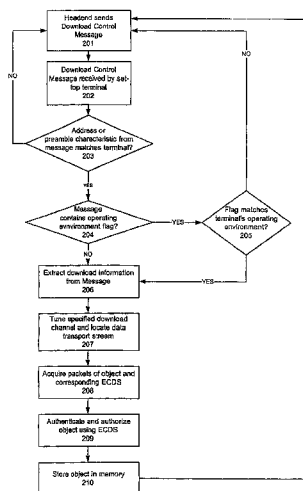 Headend sends
Download Control
Message
201
NO
NO
Download Control
Message received by set-
top terminal
202
Address or
preamble characteristic from
message matches terminal?
203
YES
Message
contains operating
environment flag?
204
YES
Flag matches
terminal's operating
environment?
205
NO
YES
Extract download information
from Message
206
Tune specified download
channel and locate data
transport stream
207
Acquire packets of object and
corresponding ECDS
208
Authenticate and authorize
object using ECDS
209
Store object in memory
210